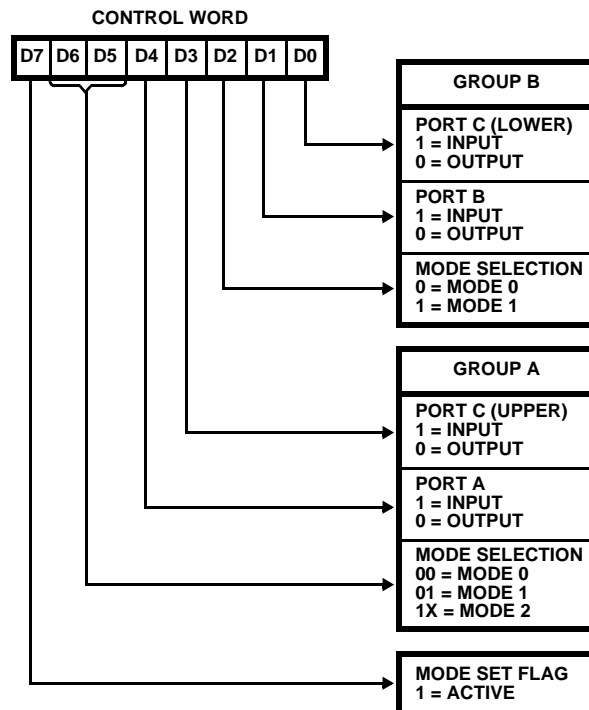 CONTROL WORD
D7 D6 D5 D4 D3 D2 D1 D0
GROUP B
PORT C (LOWER)
1 = INPUT
0 = OUTPUT
PORT B
1 = INPUT
0 = OUTPUT
MODE SELECTION
0 = MODE 0
1 = MODE 1
GROUP A
PORT C (UPPER)
1 = INPUT
0 = OUTPUT
PORT A
1 = INPUT
0 = OUTPUT
MODE SELECTION
00 = MODE 0
01 = MODE 1
1X = MODE 2
MODE SET FLAG
1 = ACTIVE